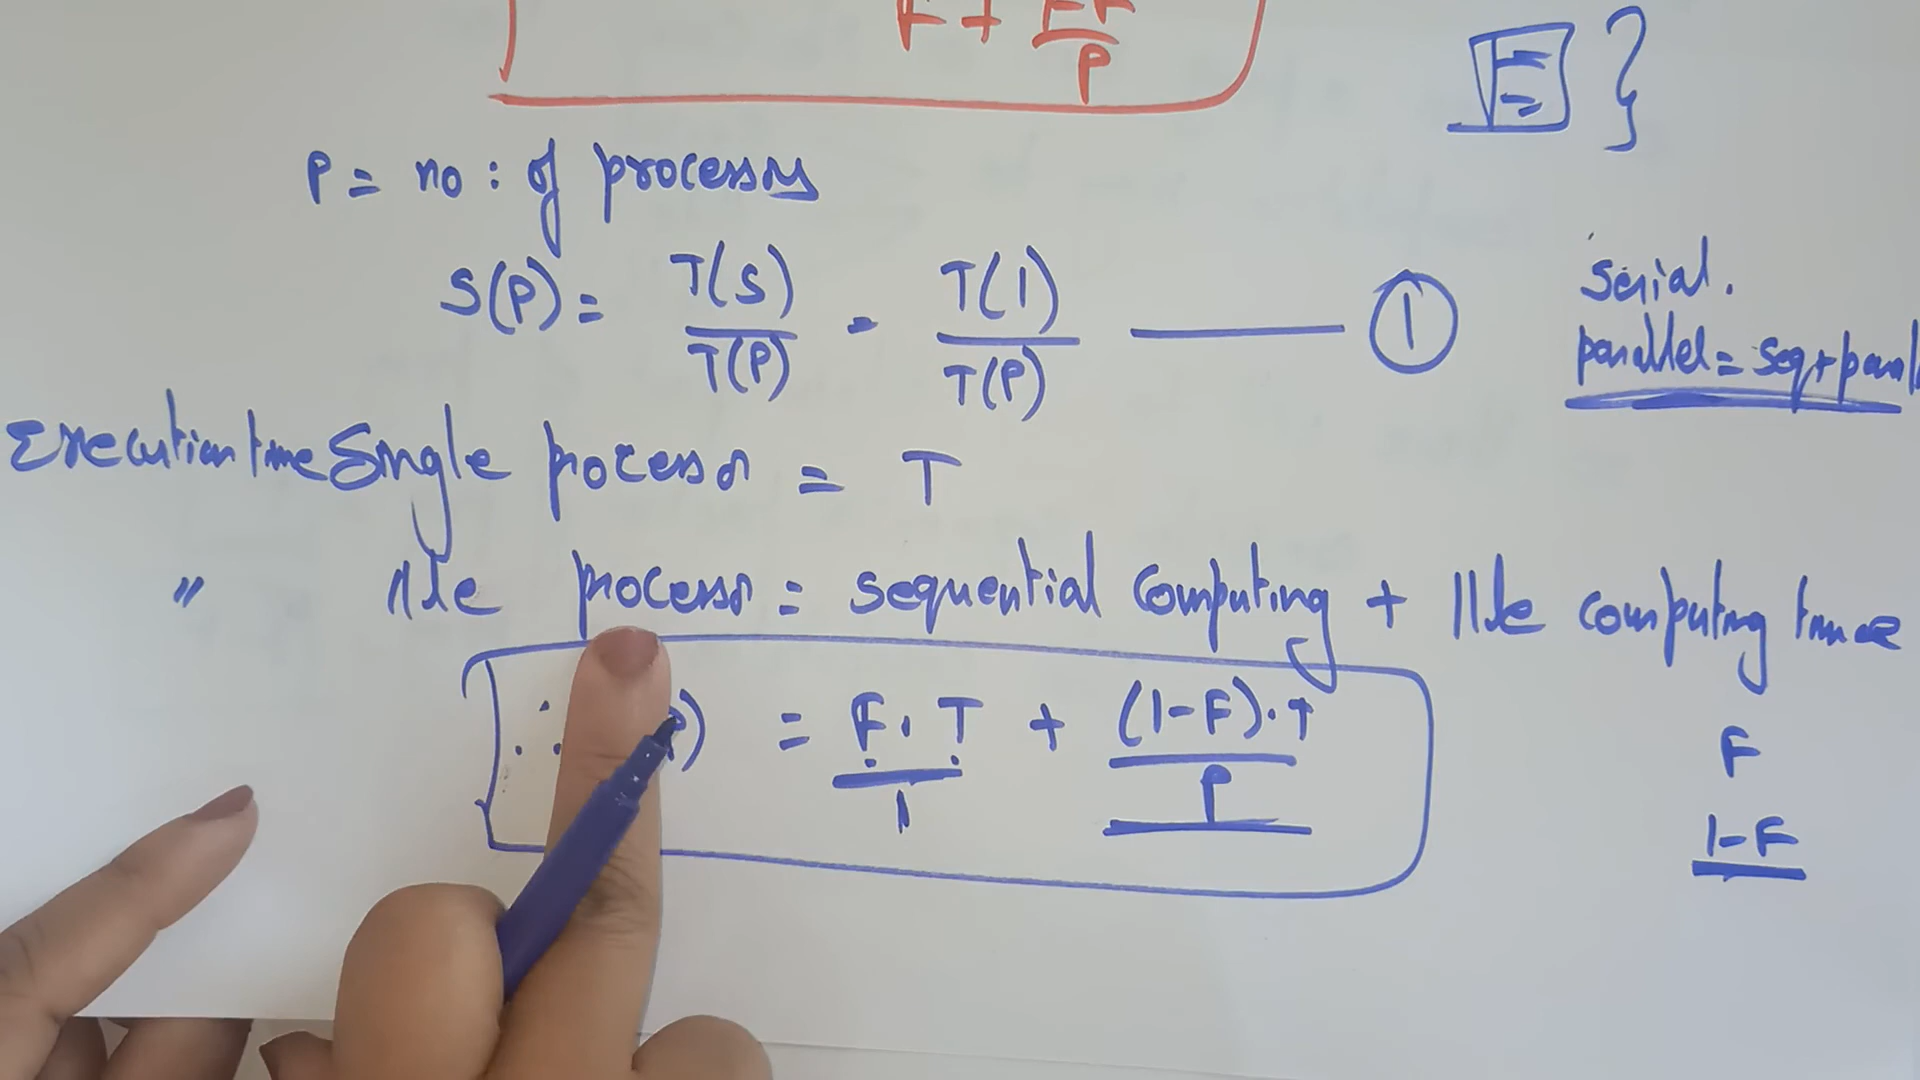 P = no : of processors
S(P) = T(S) / T(P) = T(1) / T(P) —— ①
serial.
parallel = seq + paral
Execution time Single processor = T
" ||le processor = sequential computing + ||le computing time
∴ P) = F . T / 1 + (1-F) . T / P
F
1-F